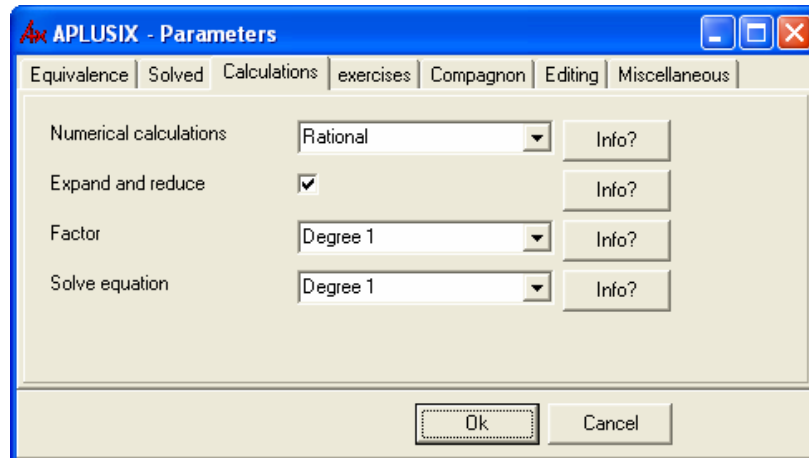 APLUSIX - Parameters
Equivalence Solved Calculations exercises Compagnon Editing Miscellaneous
Numerical calculations Rational Info?
Expand and reduce Info?
Factor Degree 1 Info?
Solve equation Degree 1 Info?
Ok Cancel